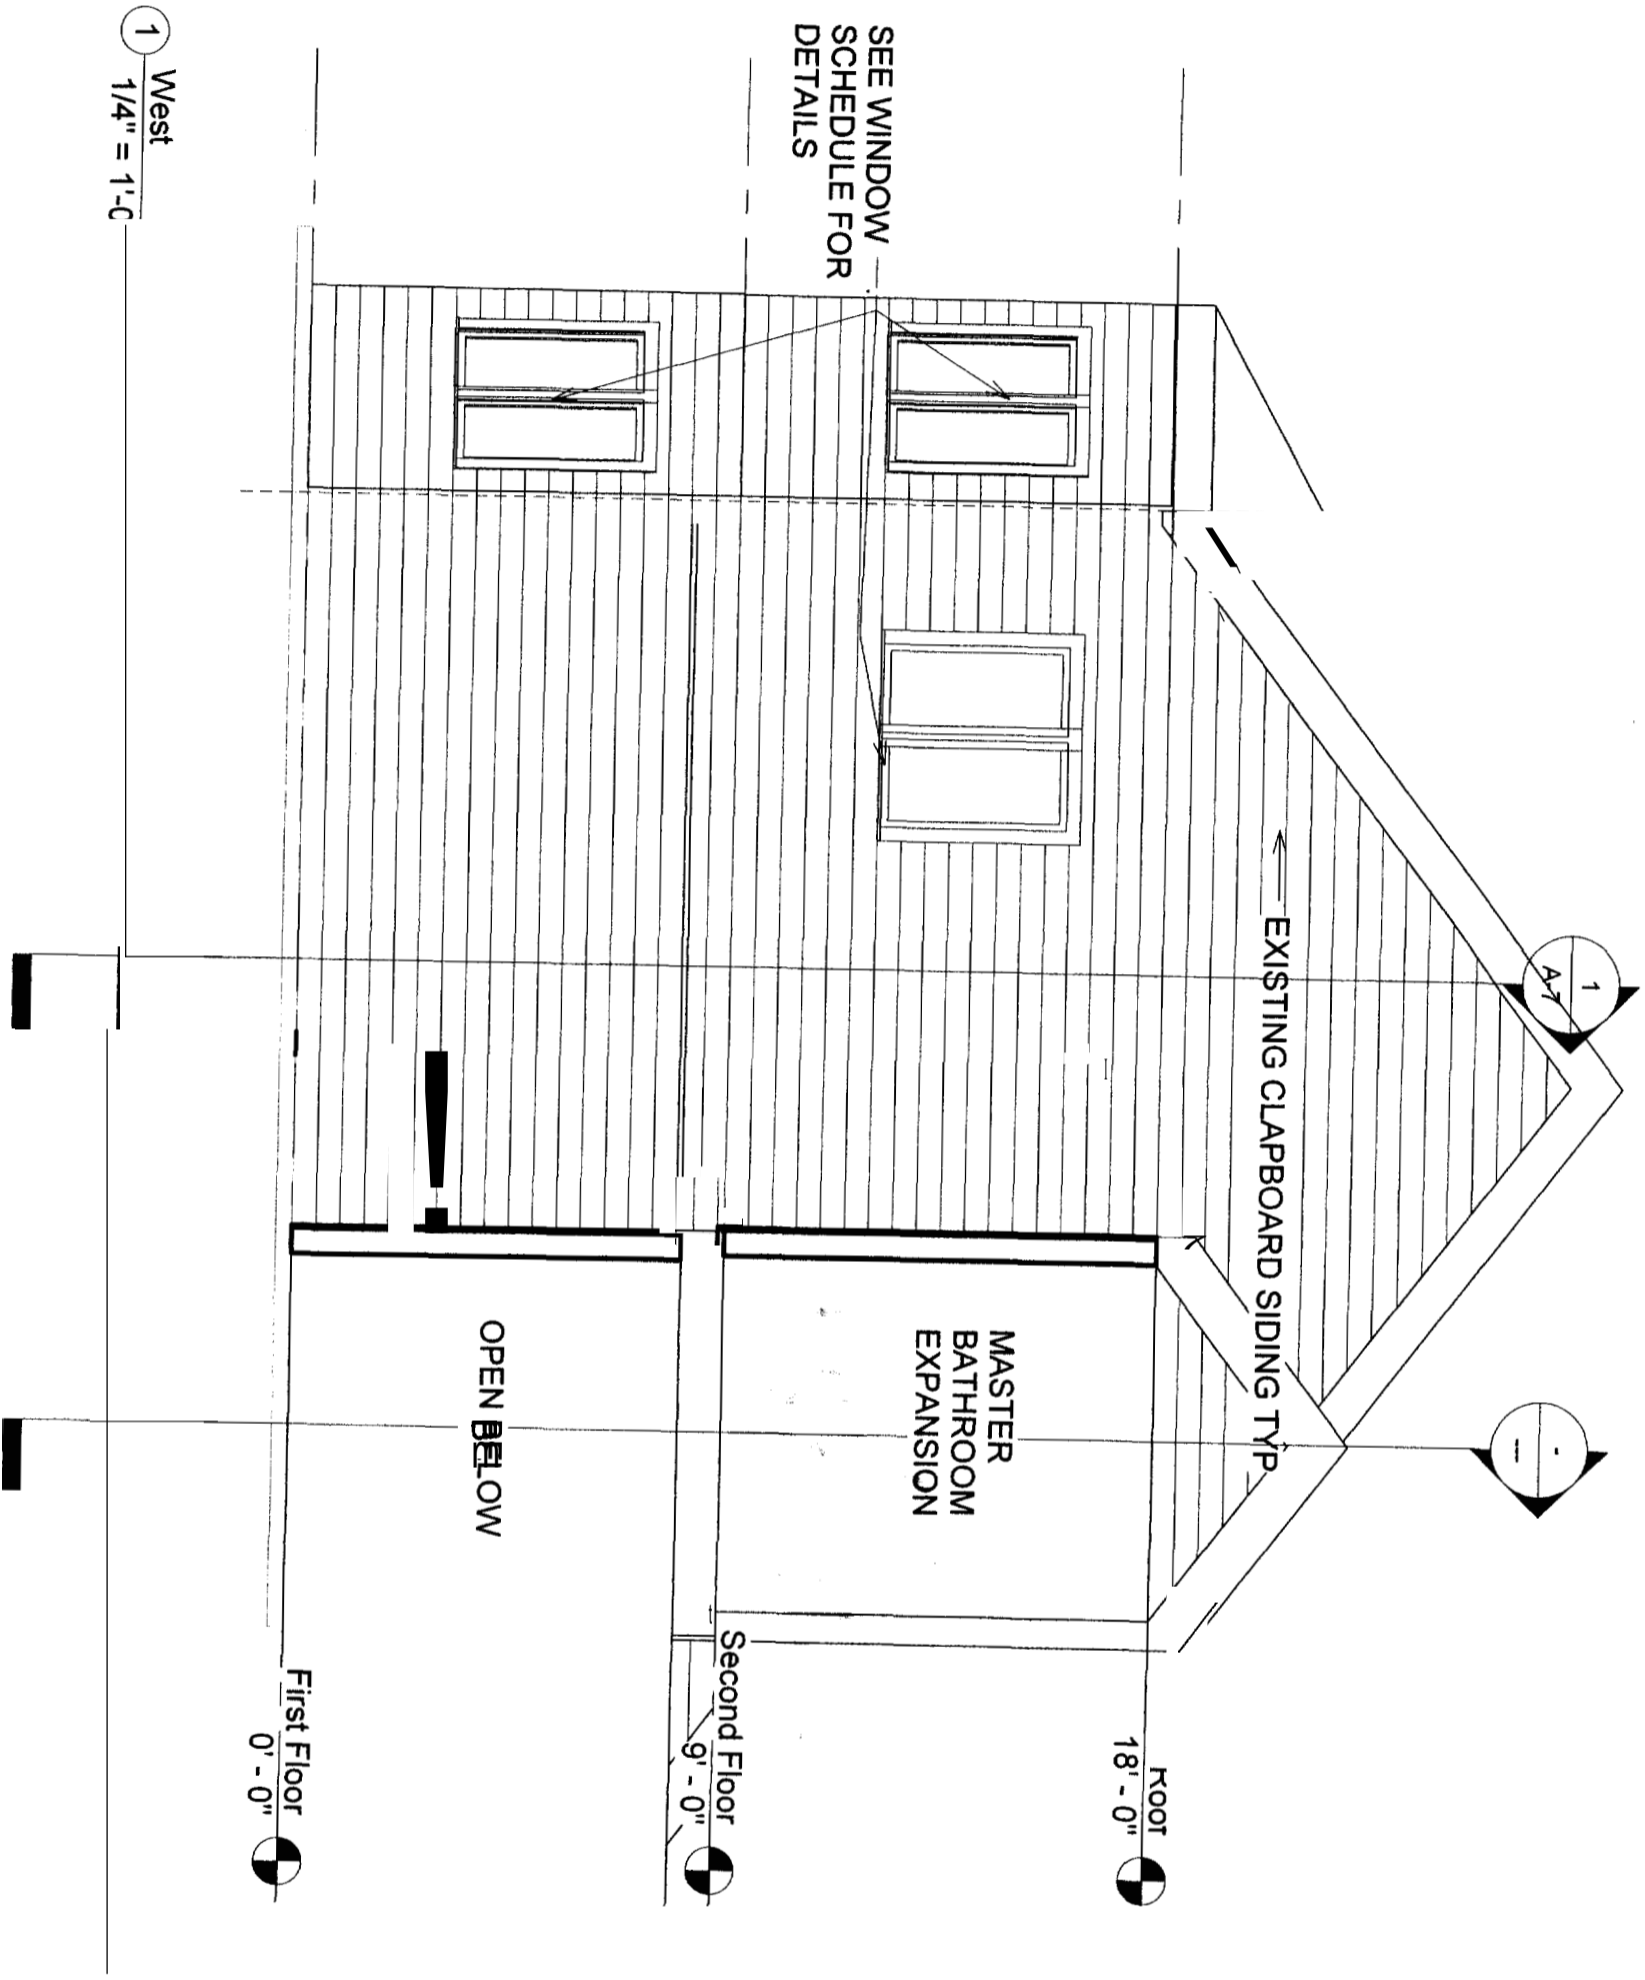 SEE WINDOW
SCHEDULE FOR
DETAILS
1
A-7
-
---
EXISTING CLAPBOARD SIDING TYP
MASTER
BATHROOM
EXPANSION
OPEN BELOW
Roof
18' - 0"
Second Floor
9' - 0"
First Floor
0' - 0"
1
West
1/4" = 1'-0